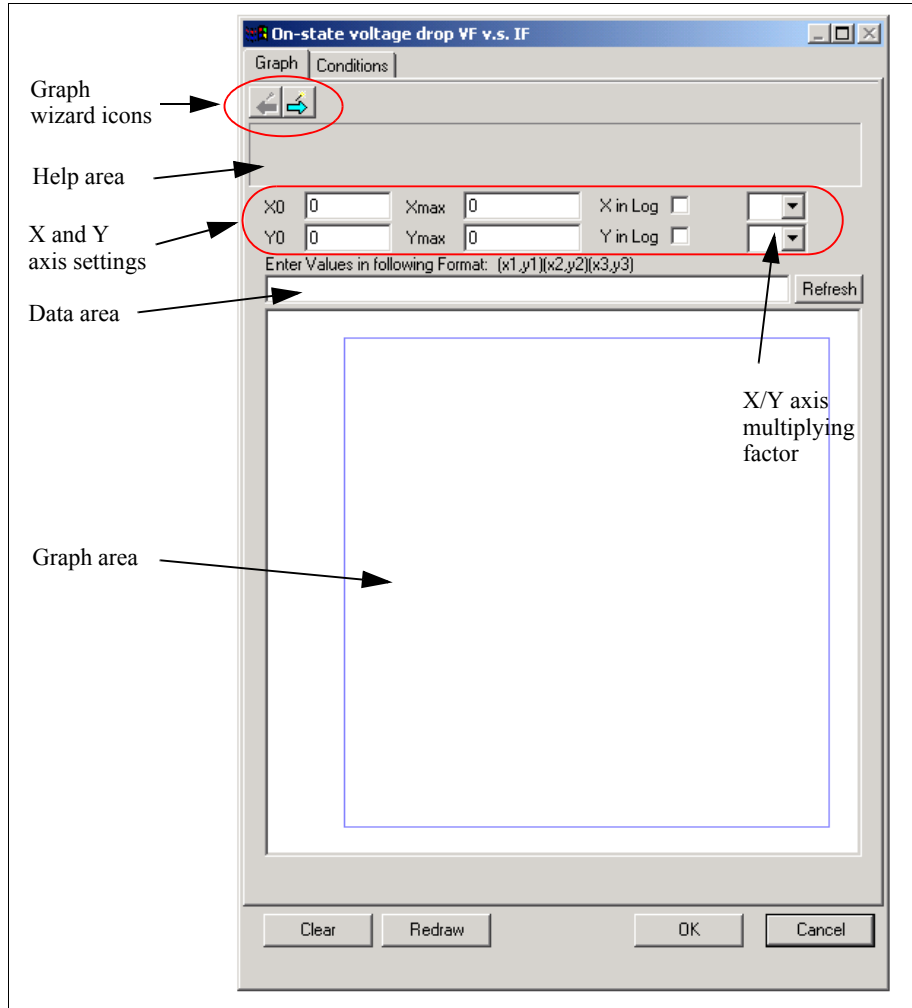 On-state voltage drop VF v.s. IF
Graph
Conditions
Graph
wizard icons
Help area
X0 0 Xmax 0 X in Log
Y0 0 Ymax 0 Y in Log
X and Y
axis settings
Enter Values in following Format: (x1,y1)(x2,y2)(x3,y3)
Refresh
Data area
X/Y axis
multiplying
factor
Graph area
Clear
Redraw
OK
Cancel